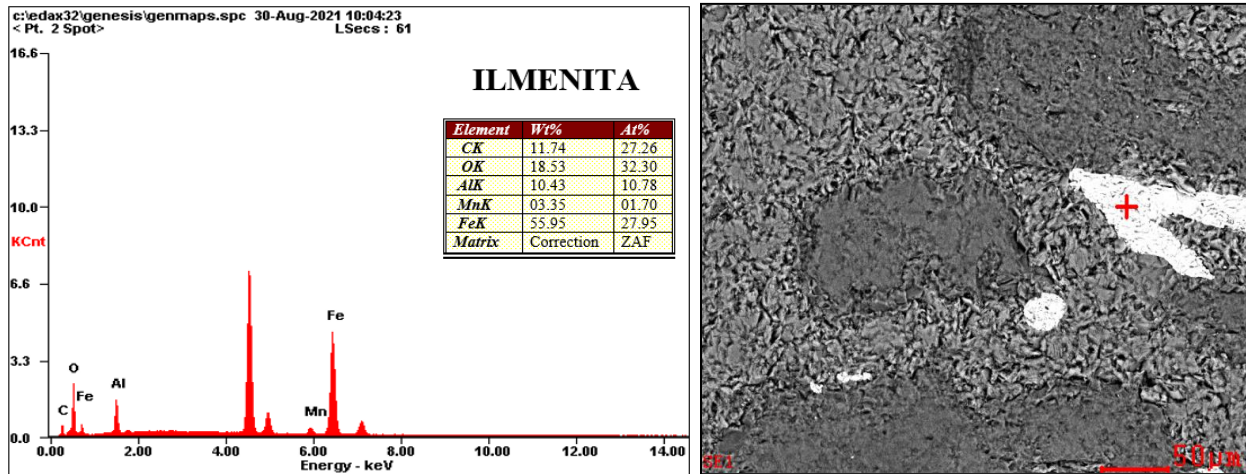 c:\edax32\genesis\genmaps.spc 30-Aug-2021 10:04:23
< Pt. 2 Spot> LSecs : 61
16.6
13.3
10.0
KCnt
6.6
3.3
0.0
ILMENITA
Element Wt% At%
CK 11.74 27.26
OK 18.53 32.30
AlK 10.43 10.78
MnK 03.35 01.70
FeK 55.95 27.95
Matrix Correction ZAF
C
O
Fe
Al
Mn
Fe
0.00 2.00 4.00 6.00 8.00 10.00 12.00 14.00
Energy - keV
SE1 50µm